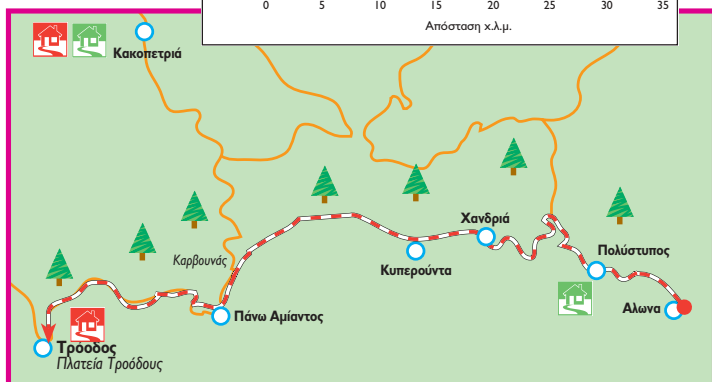 0 5 10 15 20 25 30 35
Απόσταση χ.λ.μ.
Κακοπετριά
Χανδριά
Καρβουνάς
Κυπερούντα
Πολύστυπος
Πάνω Αμίαντος
Αλωνα
Τρόοδος
Πλατεία Τροόδους